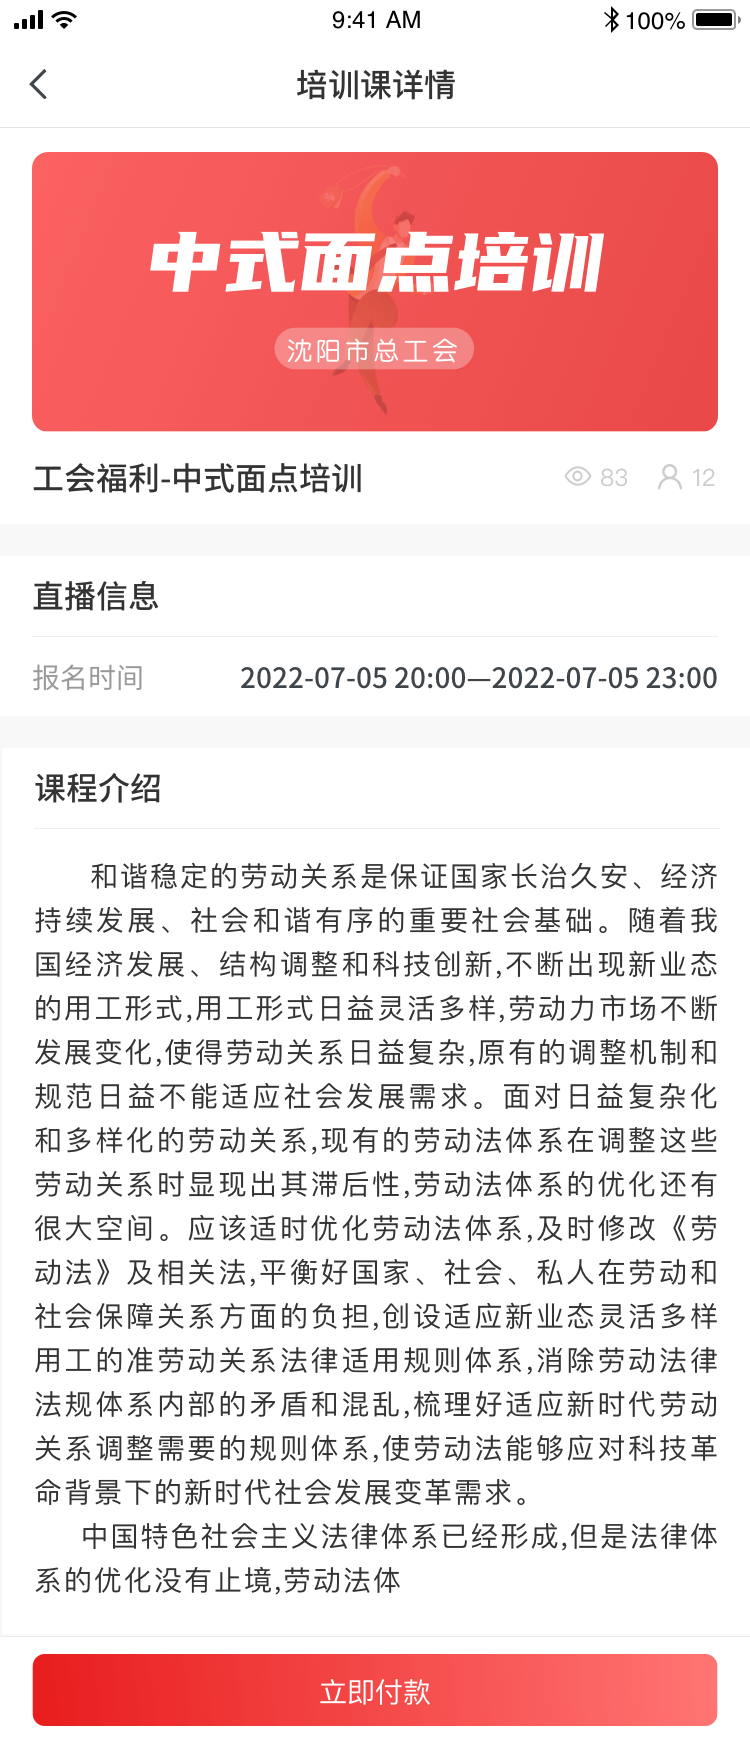 9:41 AM
100%
培训课详情
中式面点培训
沈阳市总工会
工会福利-中式面点培训
83
12
直播信息
报名时间
2022-07-05 20:00—2022-07-05 23:00
课程介绍
和谐稳定的劳动关系是保证国家长治久安、经济
持续发展、社会和谐有序的重要社会基础。随着我
国经济发展、结构调整和科技创新,不断出现新业态
的用工形式,用工形式日益灵活多样,劳动力市场不断
发展变化,使得劳动关系日益复杂,原有的调整机制和
规范日益不能适应社会发展需求。面对日益复杂化
和多样化的劳动关系,现有的劳动法体系在调整这些
劳动关系时显现出其滞后性,劳动法体系的优化还有
很大空间。应该适时优化劳动法体系,及时修改《劳
动法》及相关法,平衡好国家、社会、私人在劳动和
社会保障关系方面的负担,创设适应新业态灵活多样
用工的准劳动关系法律适用规则体系,消除劳动法律
法规体系内部的矛盾和混乱,梳理好适应新时代劳动
关系调整需要的规则体系,使劳动法能够应对科技革
命背景下的新时代社会发展变革需求。
中国特色社会主义法律体系已经形成,但是法律体
系的优化没有止境,劳动法体
立即付款